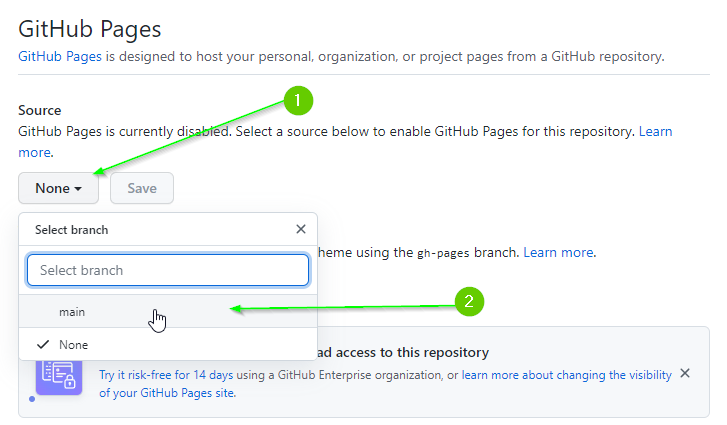 GitHub Pages
GitHub Pages is designed to host your personal, organization, or project pages from a GitHub repository.
1
Source
GitHub Pages is currently disabled. Select a source below to enable GitHub Pages for this repository. Learn
more.
None Save
Select branch
heme using the gh-pages branch. Learn more.
Select branch
main
2
None
ad access to this repository
Try it risk-free for 14 days using a GitHub Enterprise organization, or learn more about changing the visibility
of your GitHub Pages site.